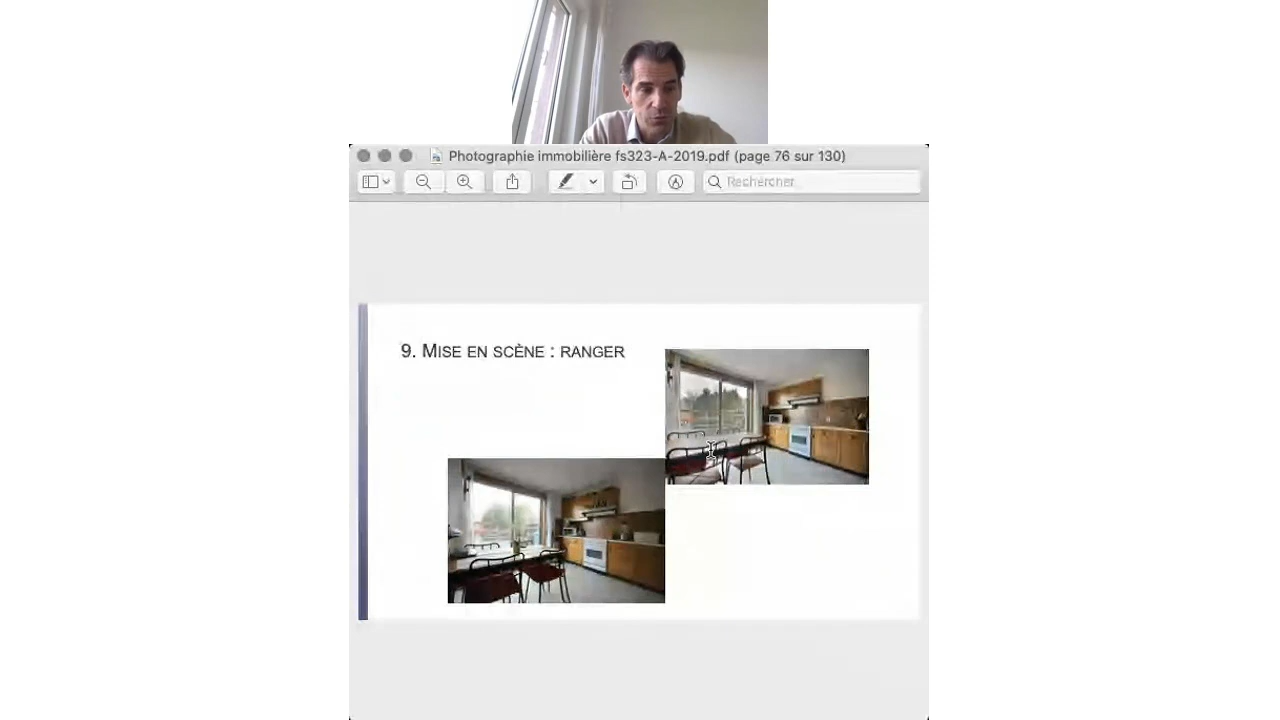 Photographie immobilière fs323-A-2019.pdf (page 76 sur 130)
Rechercher
9. MISE EN SCÈNE : RANGER